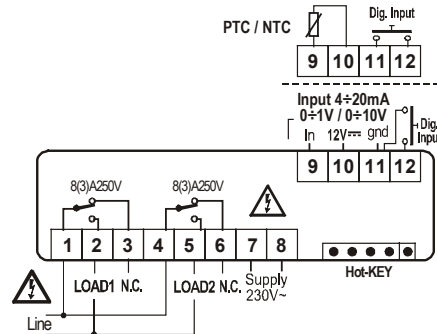 PTC / NTC
Dig. Input
9 10 11 12
Input 4÷20mA
0÷1V / 0÷10V
In 12V⎓ gnd
Dig.
Input
9 10 11 12
8(3)A250V 8(3)A250V
1 2 3 4 5 6 7 8
LOAD1 N.C. LOAD2 N.C. Supply
230V~
Hot-KEY
Line